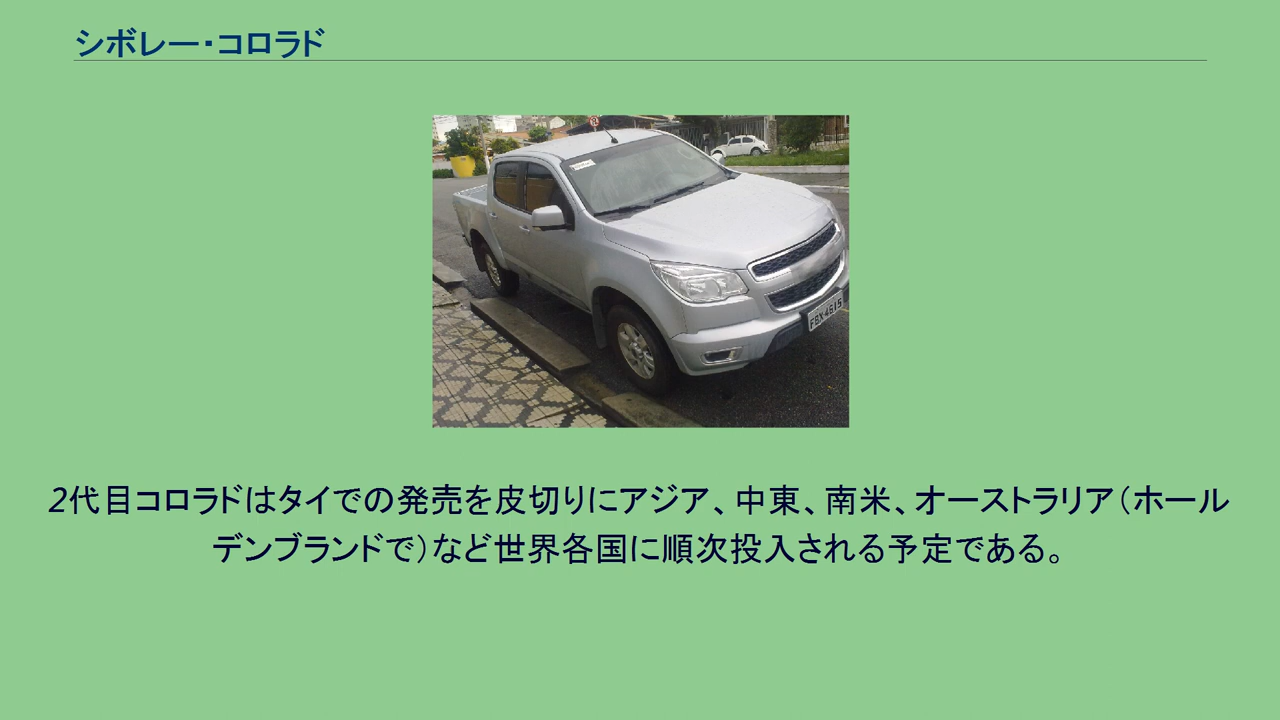 シボレー・コロラド
FBX-4615
2代目コロラドはタイでの発売を皮切りにアジア、中東、南米、オーストラリア（ホール
デンブランドで）など世界各国に順次投入される予定である。